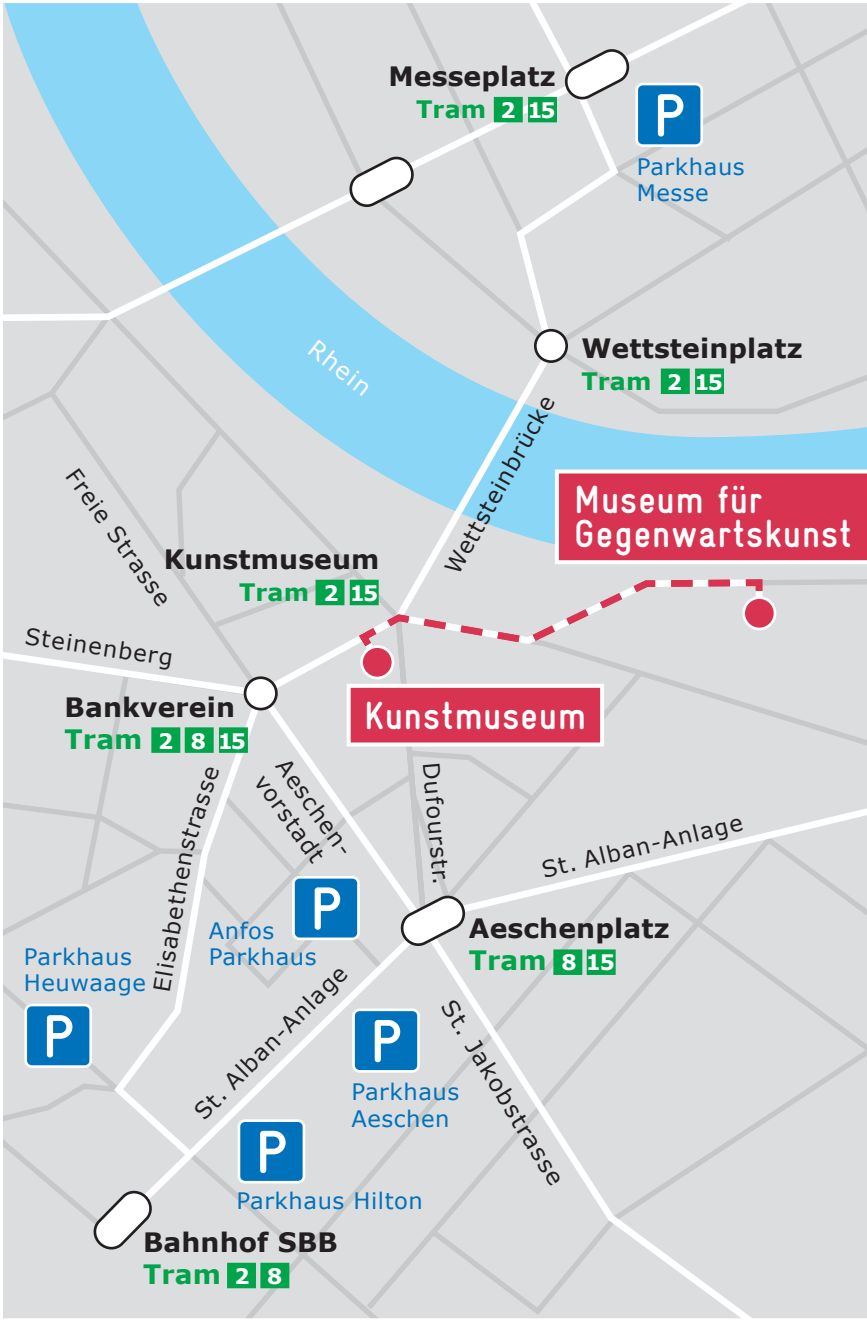 Messeplatz
Tram 2 15
P
Parkhaus
Messe
Rhein
Wettsteinplatz
Tram 2 15
Wettsteinbrücke
Museum für
Gegenwartskunst
Freie Strasse
Kunstmuseum
Tram 2 15
Steinenberg
Kunstmuseum
Bankverein
Tram 2 8 15
Aeschen-
vorstadt
Dufourstr.
Elisabethenstrasse
St. Alban-Anlage
P
Anfos
Parkhaus
Aeschenplatz
Tram 8 15
Parkhaus
Heuwaage
P
St. Alban-Anlage
P
Parkhaus
Aeschen
St. Jakobstrasse
P
Parkhaus Hilton
Bahnhof SBB
Tram 2 8